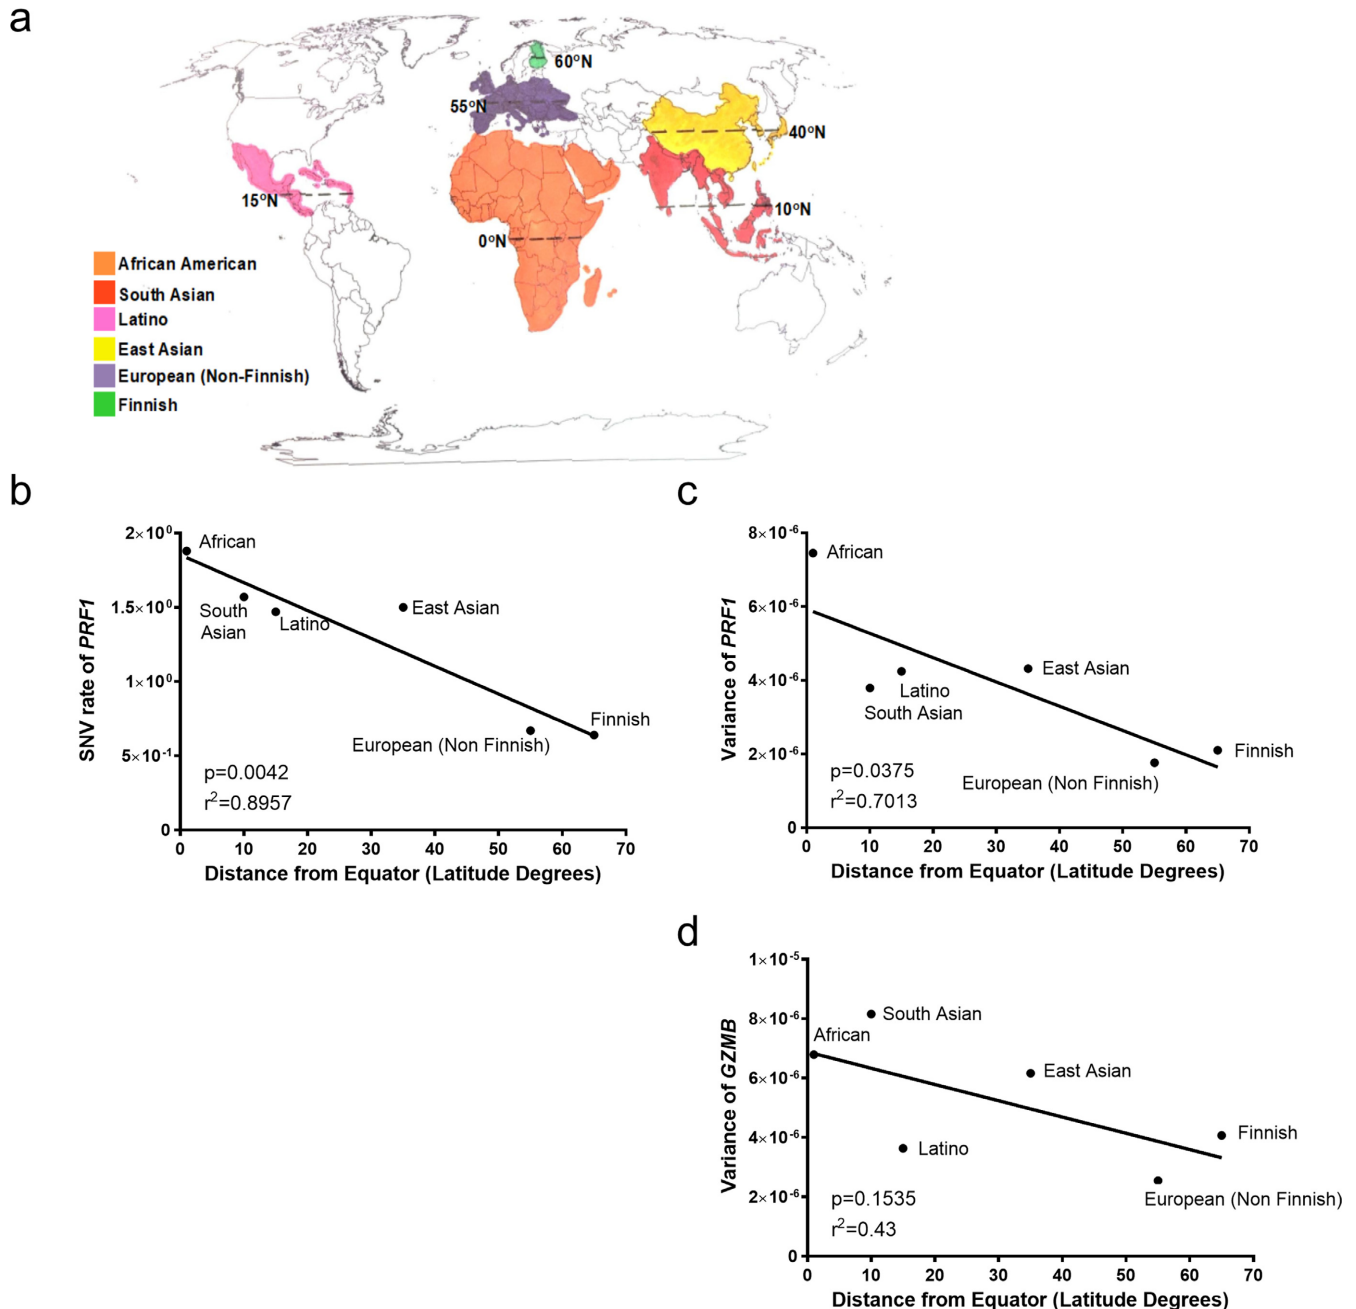 a
60°N
55°N
40°N
15°N
10°N
0°N
African American
South Asian
Latino
East Asian
European (Non-Finnish)
Finnish
b
SNV rate of PRF1
2×10⁰
1.5×10⁰
1×10⁰
5×10⁻¹
0
African
South
Asian
Latino
East Asian
European (Non Finnish)
Finnish
p=0.0042
r²=0.8957
0 10 20 30 40 50 60 70
Distance from Equator (Latitude Degrees)
c
Variance of PRF1
8×10⁻⁶
6×10⁻⁶
4×10⁻⁶
2×10⁻⁶
0
African
Latino
South Asian
East Asian
Finnish
European (Non Finnish)
p=0.0375
r²=0.7013
0 10 20 30 40 50 60 70
Distance from Equator (Latitude Degrees)
d
Variance of GZMB
1×10⁻⁵
8×10⁻⁶
6×10⁻⁶
4×10⁻⁶
2×10⁻⁶
0
South Asian
African
East Asian
Latino
Finnish
European (Non Finnish)
p=0.1535
r²=0.43
0 10 20 30 40 50 60 70
Distance from Equator (Latitude Degrees)